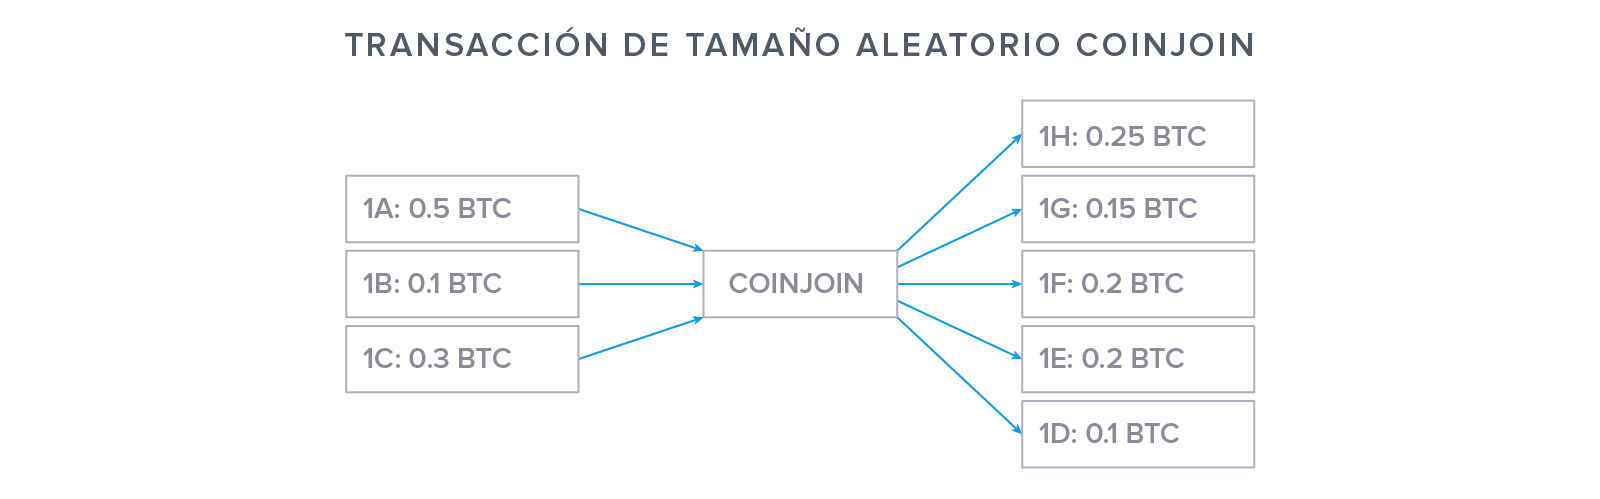 TRANSACCIÓN DE TAMAÑO ALEATORIO COINJOIN
1A: 0.5 BTC
1B: 0.1 BTC
1C: 0.3 BTC
COINJOIN
1H: 0.25 BTC
1G: 0.15 BTC
1F: 0.2 BTC
1E: 0.2 BTC
1D: 0.1 BTC